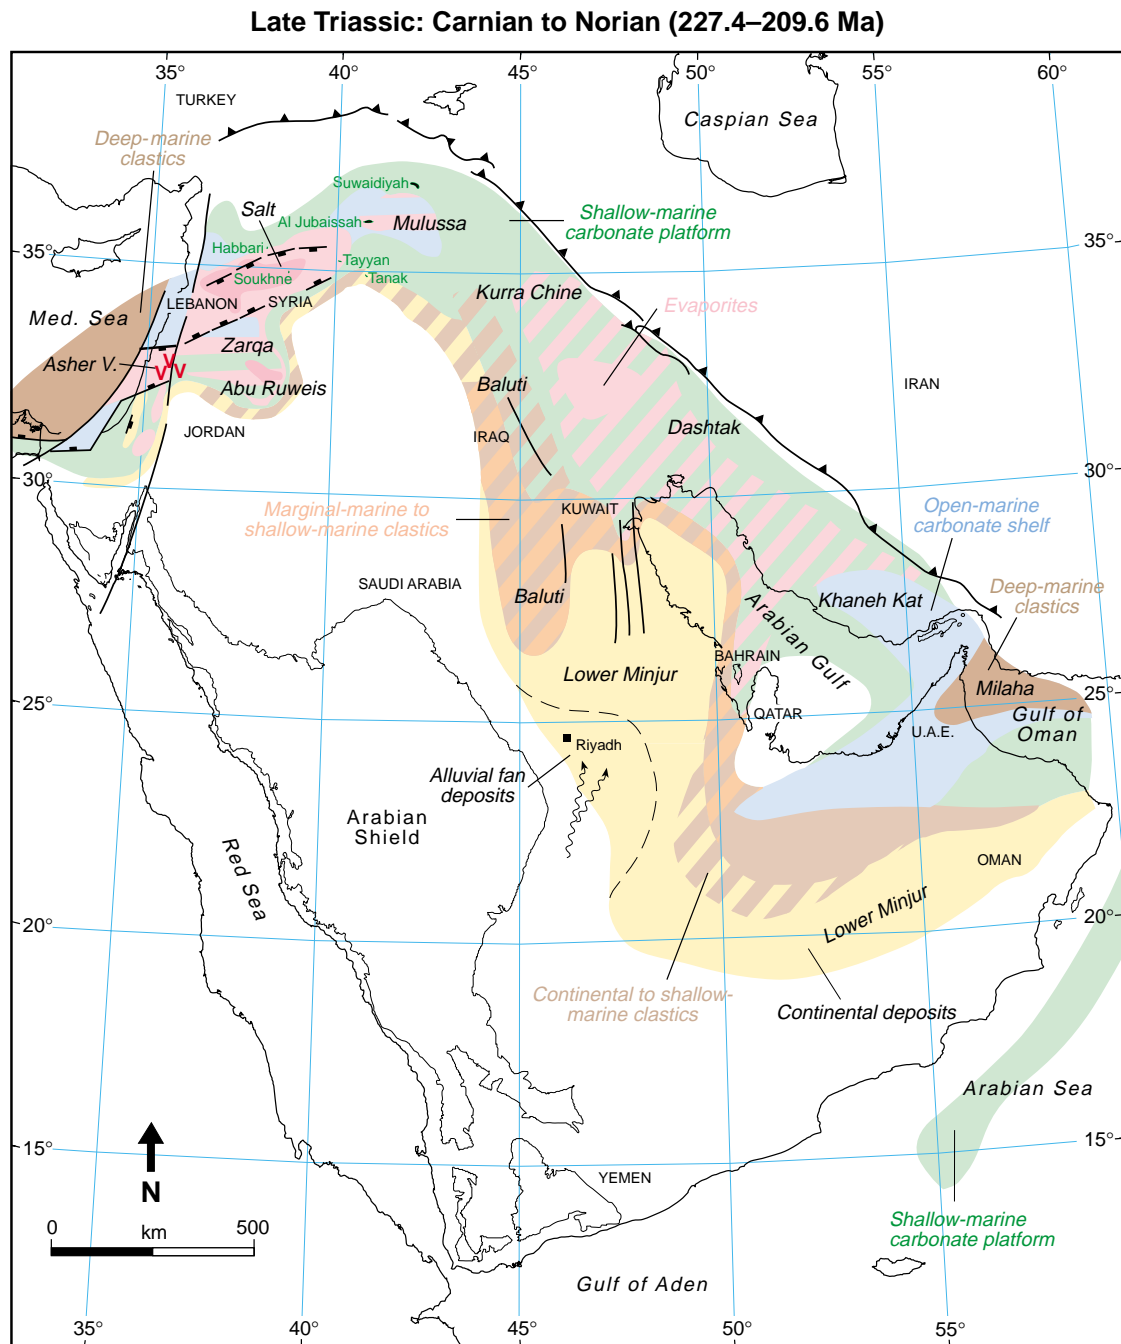 Late Triassic: Carnian to Norian (227.4–209.6 Ma)
35°
40°
45°
50°
55°
60°
TURKEY
Caspian Sea
Deep-marine
clastics
Suwaidiyah
Salt
Al Jubaissah
Mulussa
Shallow-marine
carbonate platform
35°
35°
Habbari
Tayyan
Soukhne
Tanak
LEBANON
SYRIA
Kurra Chine
Evaporites
Med. Sea
Zarqa
Asher V.
V
V
V
Abu Ruweis
Baluti
IRAN
Dashtak
JORDAN
IRAQ
30°
30°
KUWAIT
Marginal-marine to
shallow-marine clastics
Open-marine
carbonate shelf
SAUDI ARABIA
Baluti
Khaneh Kat
Deep-marine
clastics
Arabian Gulf
BAHRAIN
Lower Minjur
Milaha
25°
25°
QATAR
Gulf of
Oman
U.A.E.
Riyadh
Alluvial fan
deposits
Arabian
Shield
Red Sea
OMAN
20°
20°
Lower Minjur
Continental to shallow-
marine clastics
Continental deposits
Arabian Sea
15°
15°
N
YEMEN
0
500
km
Shallow-marine
carbonate platform
Gulf of Aden
35°
40°
45°
50°
55°